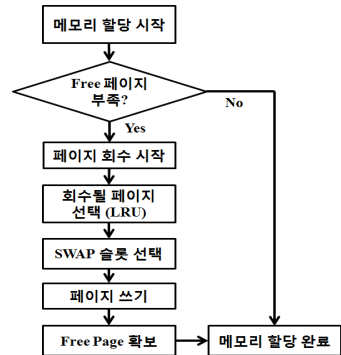 메모리 할당 시작
Free 페이지
부족?
No
Yes
페이지 회수 시작
회수될 페이지
선택 (LRU)
SWAP 슬롯 선택
페이지 쓰기
Free Page 확보
메모리 할당 완료